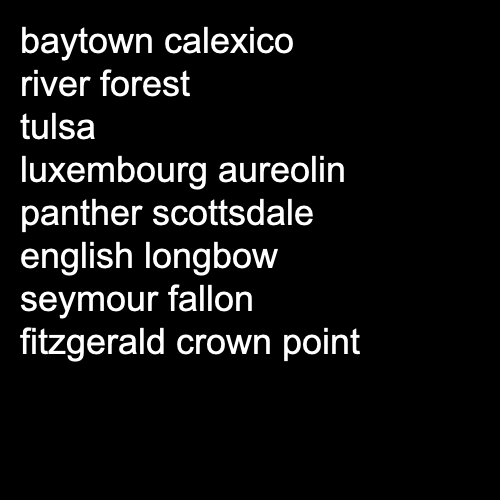 baytown calexico
river forest
tulsa
luxembourg aureolin
panther scottsdale
english longbow
seymour fallon
fitzgerald crown point